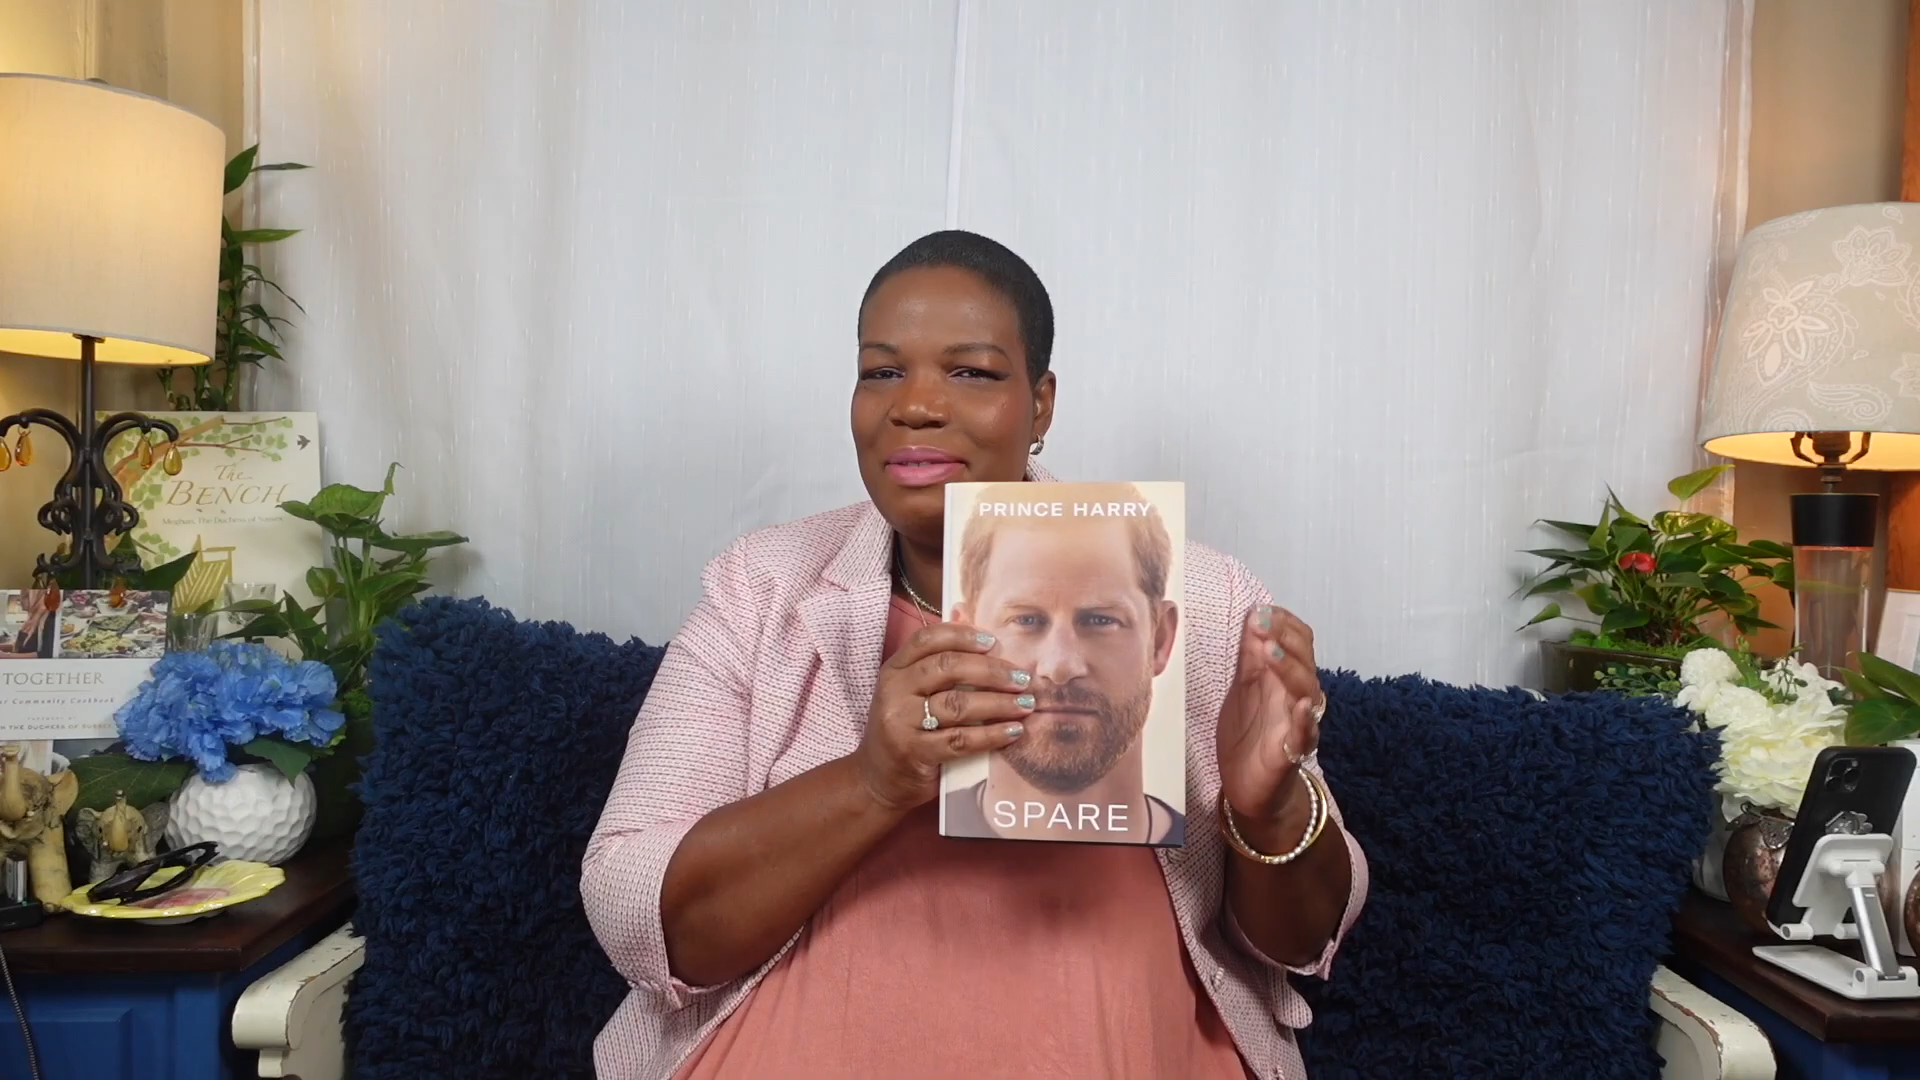 The
BENCH
Meghan, The Duchess of Sussex
TOGETHER
Community Cookbook
THE DUCHESS OF SUSSEX
PRINCE HARRY
SPARE